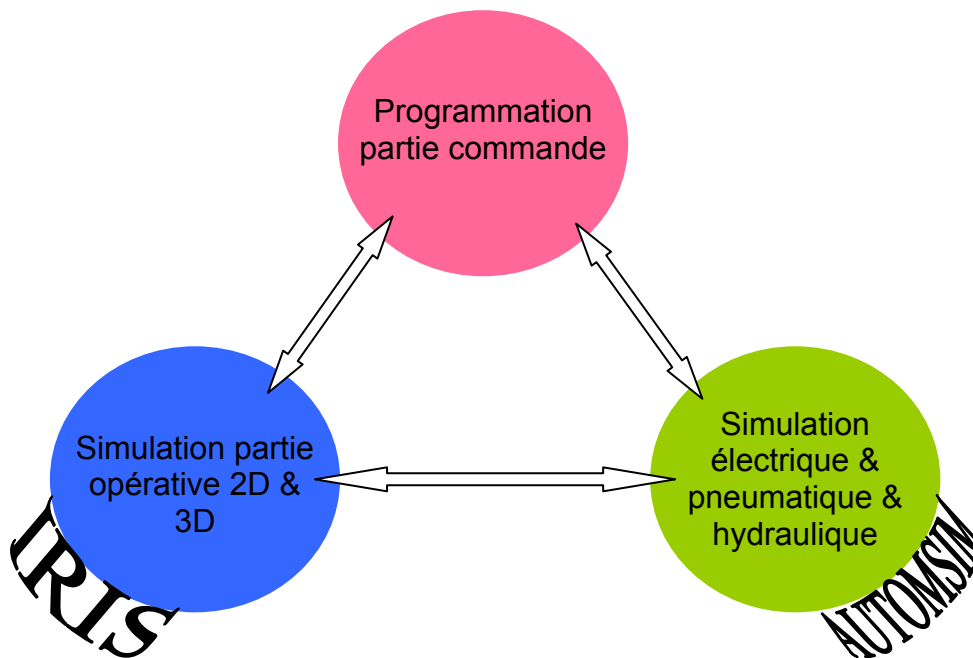 Programmation
partie commande
Simulation partie
opérative 2D &
3D
IRIS
Simulation
électrique &
pneumatique &
hydraulique
AUTOMSIM